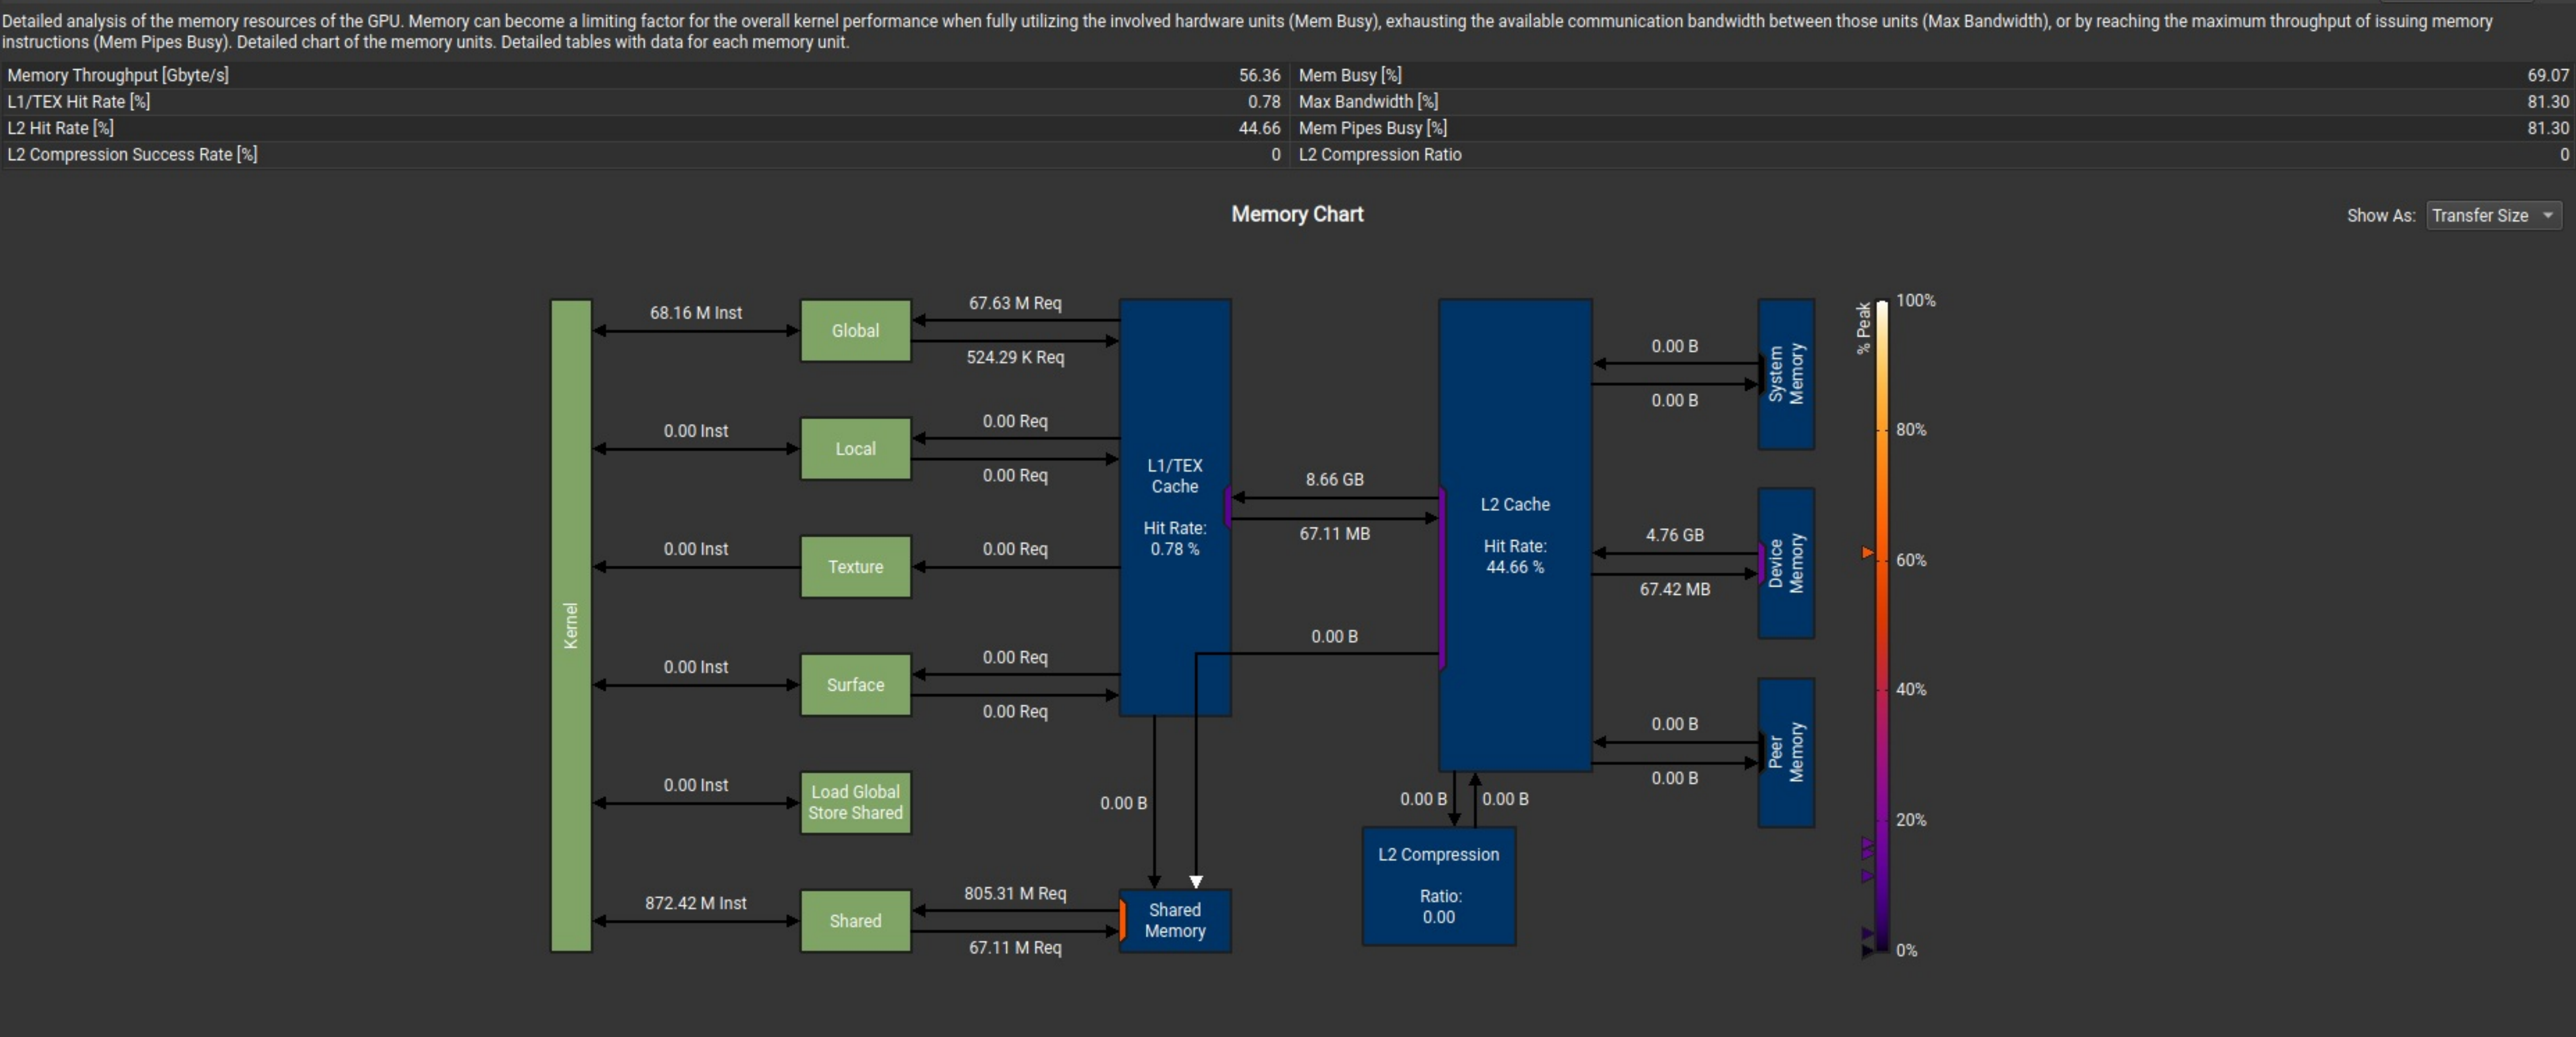 Detailed analysis of the memory resources of the GPU. Memory can become a limiting factor for the overall kernel performance when fully utilizing the involved hardware units (Mem Busy), exhausting the available communication bandwidth between those units (Max Bandwidth), or by reaching the maximum throughput of issuing memory
instructions (Mem Pipes Busy). Detailed chart of the memory units. Detailed tables with data for each memory unit.
Memory Throughput [Gbyte/s] 56.36 Mem Busy [%] 69.07
L1/TEX Hit Rate [%] 0.78 Max Bandwidth [%] 81.30
L2 Hit Rate [%] 44.66 Mem Pipes Busy [%] 81.30
L2 Compression Success Rate [%] 0 L2 Compression Ratio 0
Memory Chart
Show As: Transfer Size
Kernel
68.16 M Inst
Global
67.63 M Req
524.29 K Req
0.00 Inst
Local
0.00 Req
0.00 Req
0.00 Inst
Texture
0.00 Req
0.00 Inst
Surface
0.00 Req
0.00 Req
0.00 Inst
Load Global
Store Shared
872.42 M Inst
Shared
805.31 M Req
67.11 M Req
L1/TEX
Cache
Hit Rate:
0.78 %
0.00 B
Shared
Memory
8.66 GB
67.11 MB
0.00 B
L2 Cache
Hit Rate:
44.66 %
0.00 B
0.00 B
L2 Compression
Ratio:
0.00
0.00 B
0.00 B
System
Memory
4.76 GB
67.42 MB
Device
Memory
0.00 B
0.00 B
Peer
Memory
% Peak
100%
80%
60%
40%
20%
0%